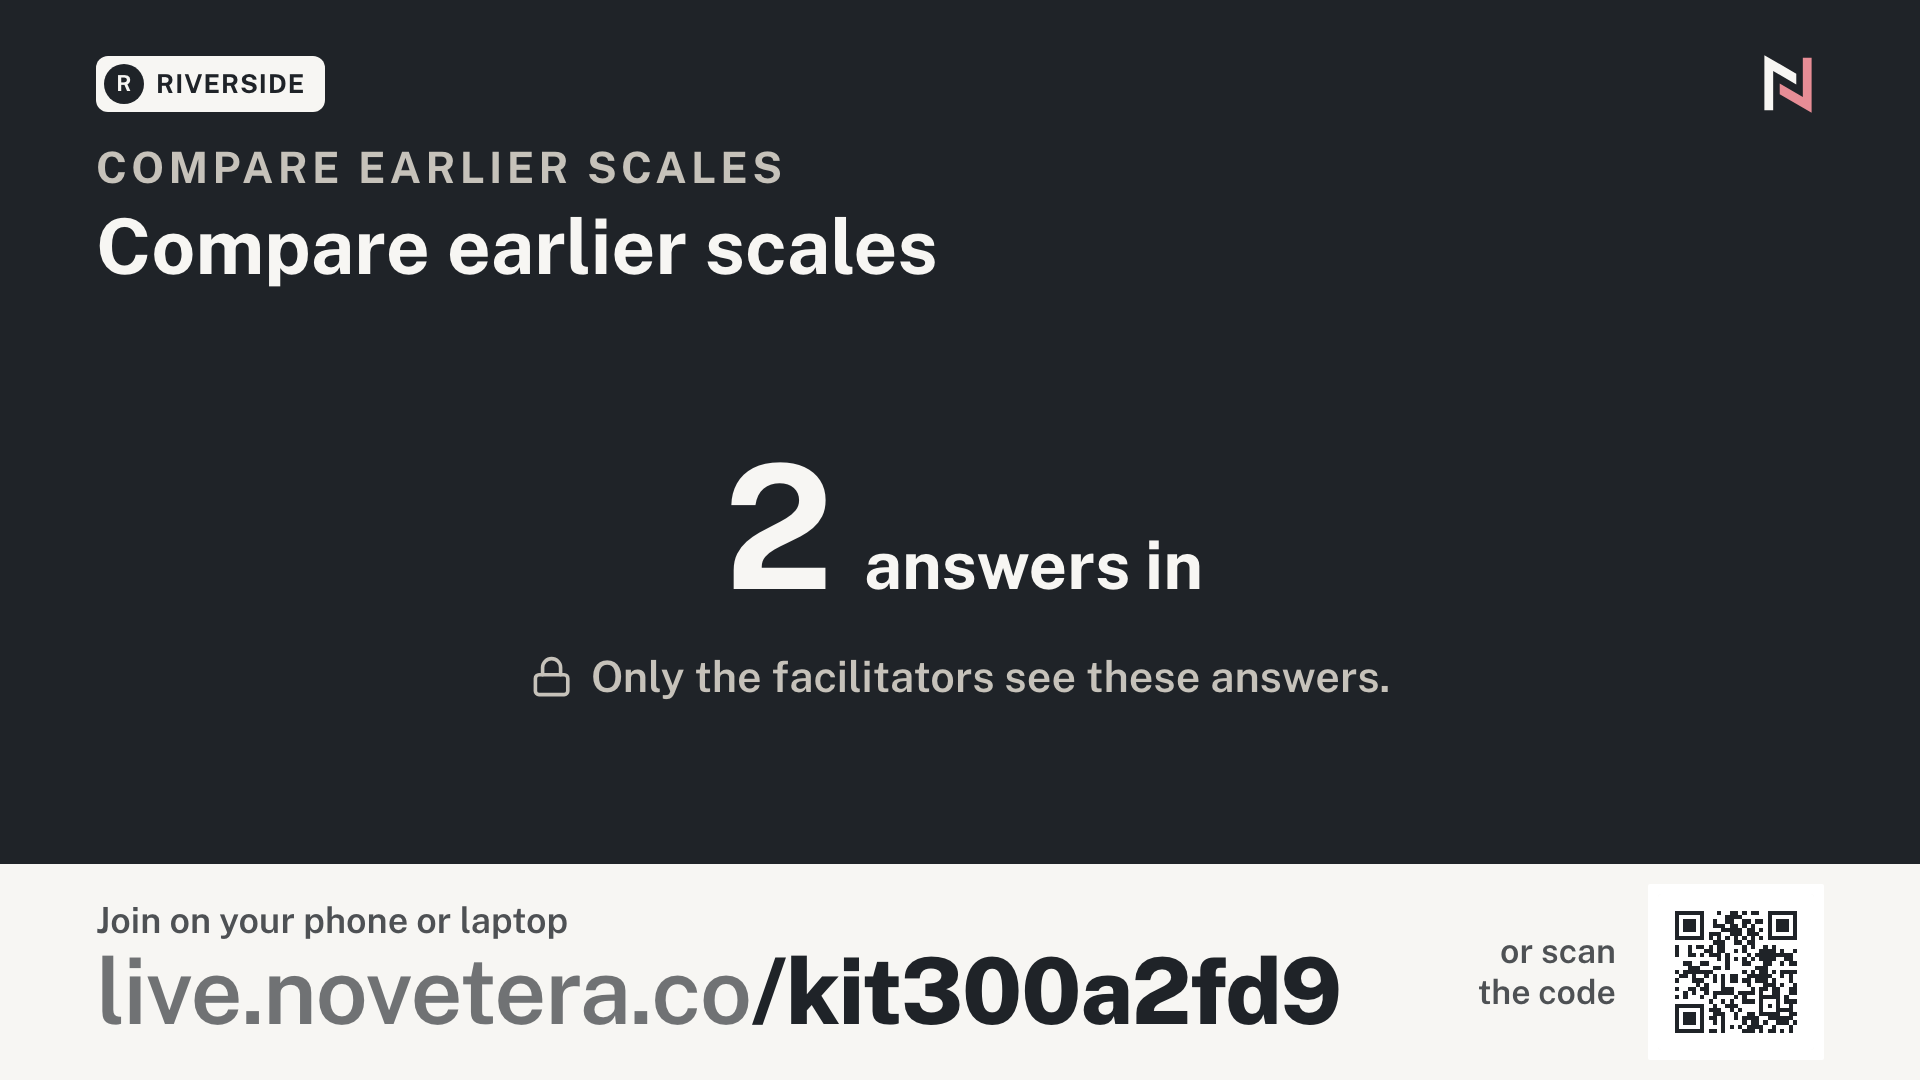 R RIVERSIDE
COMPARE EARLIER SCALES
Compare earlier scales
2 answers in
Only the facilitators see these answers.
Join on your phone or laptop
live.novetera.co/kit300a2fd9
or scan
the code